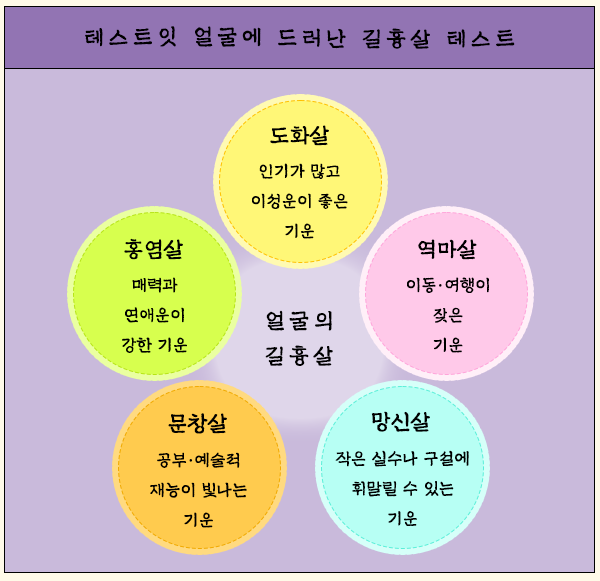 테스트잇 얼굴에 드러난 길흉살 테스트
도화살
인기가 많고
이성운이 좋은
기운
홍염살
매력과
연애운이
강한 기운
역마살
이동·여행이
잦은
기운
얼굴의
길흉살
문창살
공부·예술적
재능이 빛나는
기운
망신살
작은 실수나 구설에
휘말릴 수 있는
기운